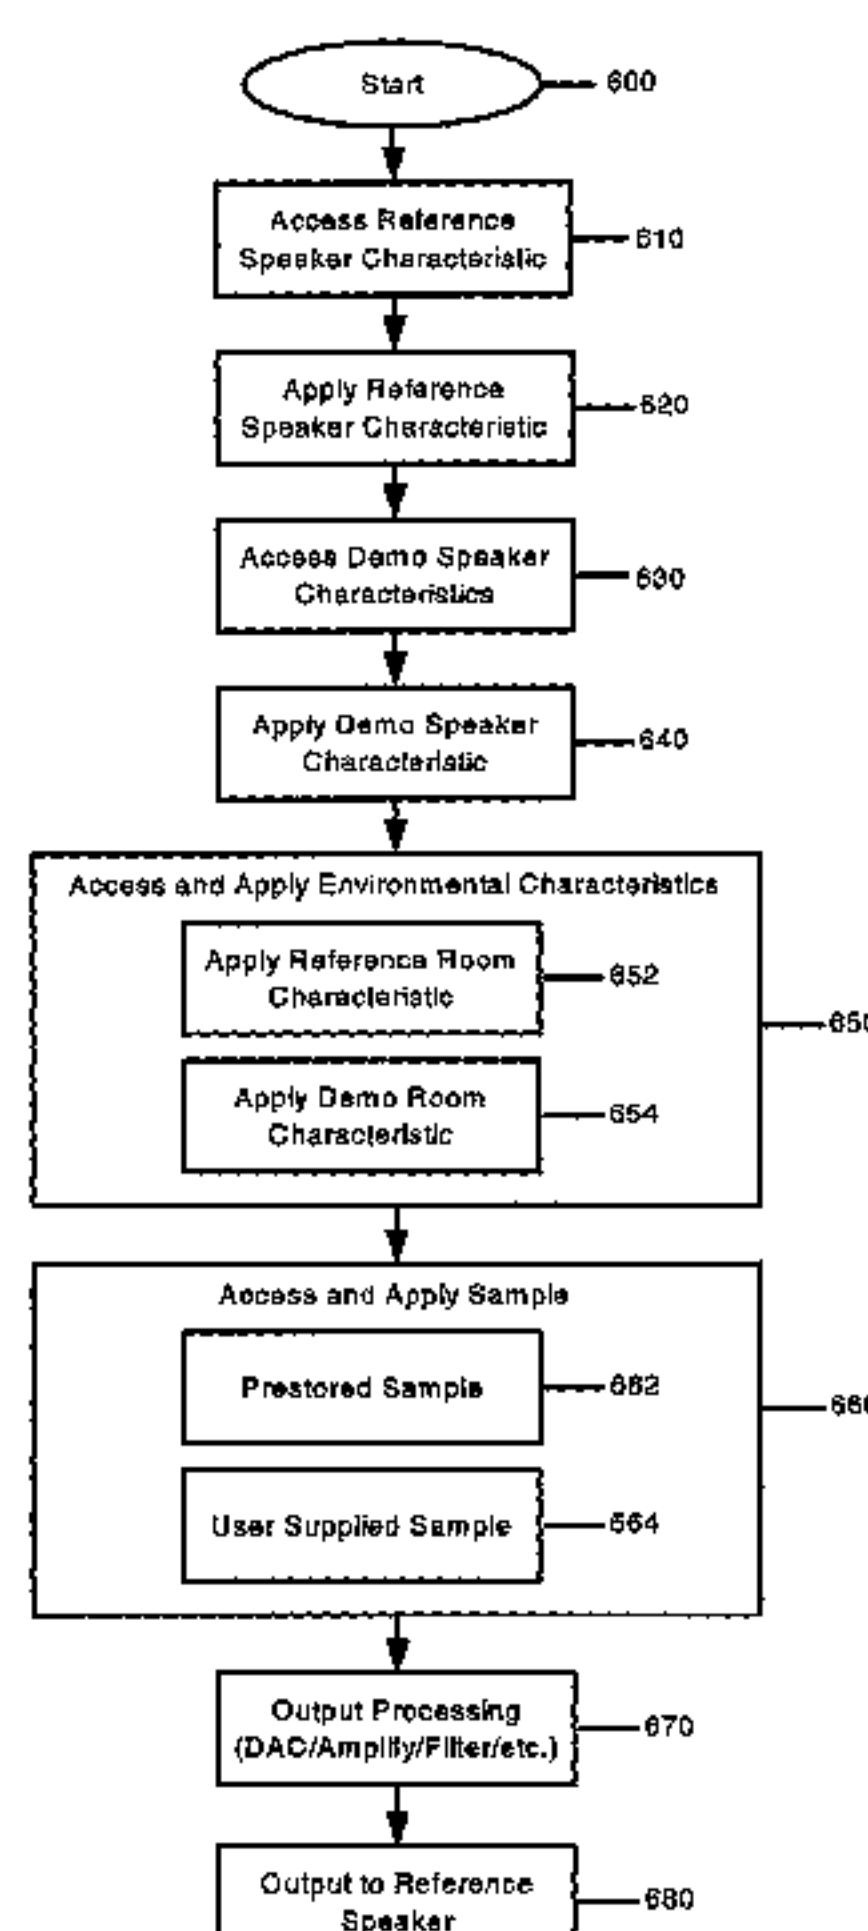 Start
600
Access Reference
Speaker Characteristic
610
Apply Reference
Speaker Characteristic
620
Access Demo Speaker
Characteristics
630
Apply Demo Speaker
Characteristic
640
Access and Apply Environmental Characteristics
Apply Reference Room
Characteristic
652
650
Apply Demo Room
Characteristic
654
Access and Apply Sample
Prestored Sample
662
660
User Supplied Sample
664
Output Processing
(DAC/Amplify/Filter/etc.)
670
Output to Reference
Speaker
680